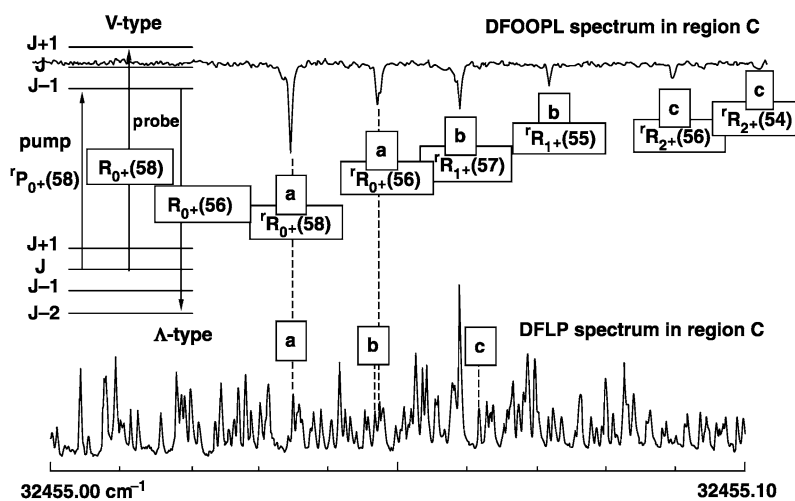 V-type
DFOOPL spectrum in region C
J+1
J
J–1
pump
probe
ʳP₀₊(58)
R₀₊(58)
R₀₊(56)
a
ʳR₀₊(58)
a
ʳR₀₊(56)
b
ʳR₁₊(57)
b
ʳR₁₊(55)
c
ʳR₂₊(56)
c
ʳR₂₊(54)
J+1
J
J–1
J–2
Λ-type
DFLP spectrum in region C
a
b
c
32455.00 cm⁻¹
32455.10